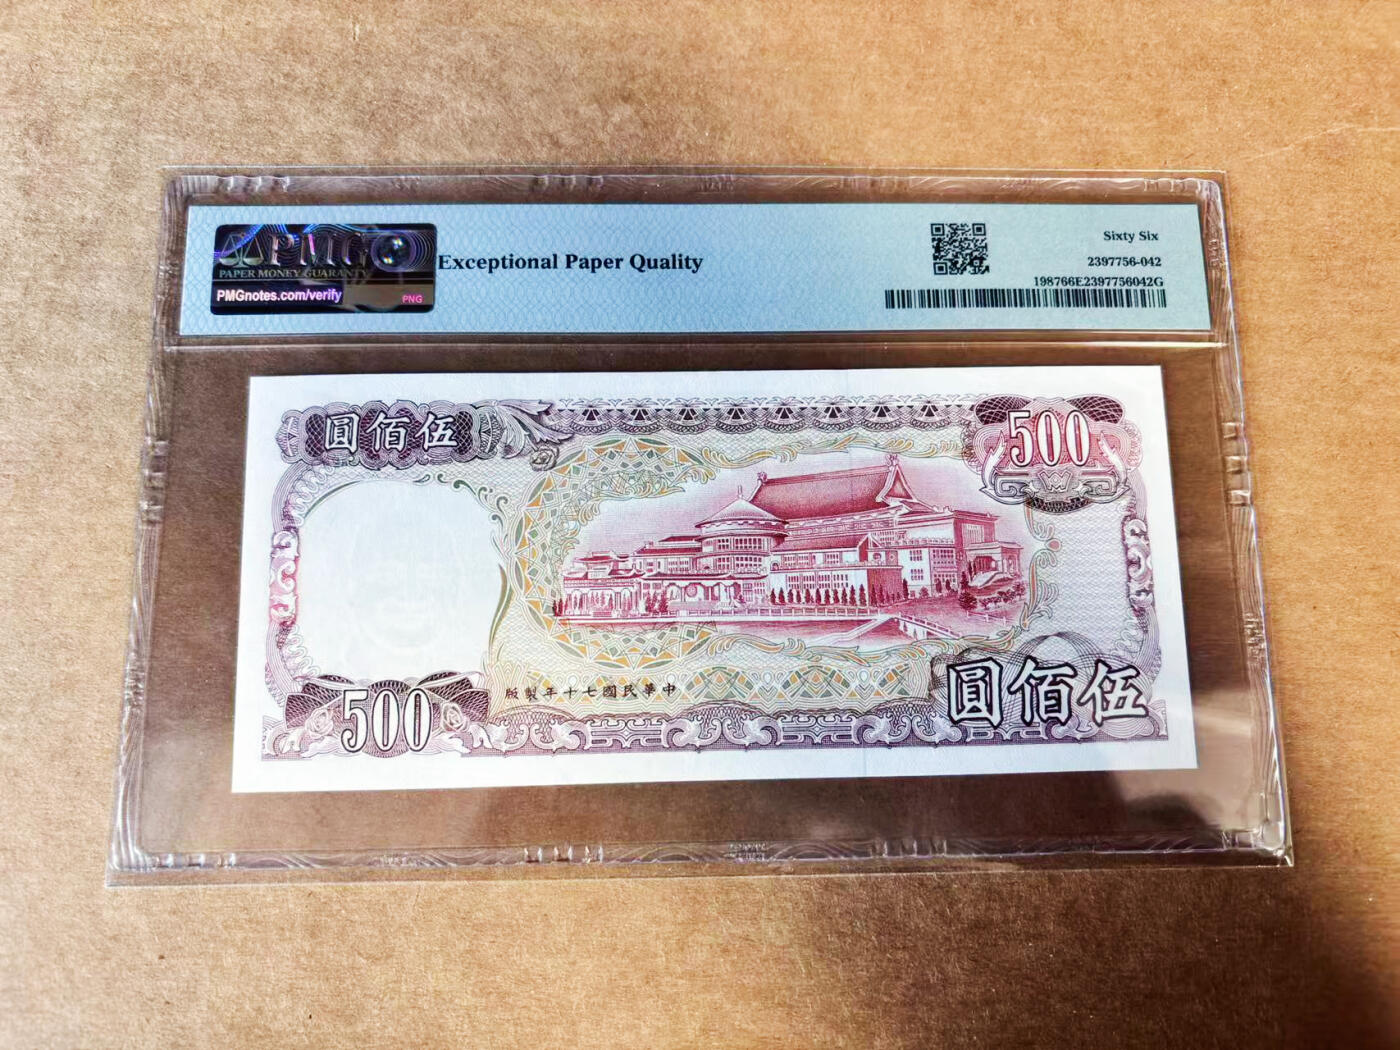 PMG
PAPER MONEY GUARANTY
PMGnotes.com/verify
PNG
Exceptional Paper Quality
Sixty Six
2397756-042
198766E2397756042G
圓佰伍
500
版製年十七國民華中
500
圓佰伍